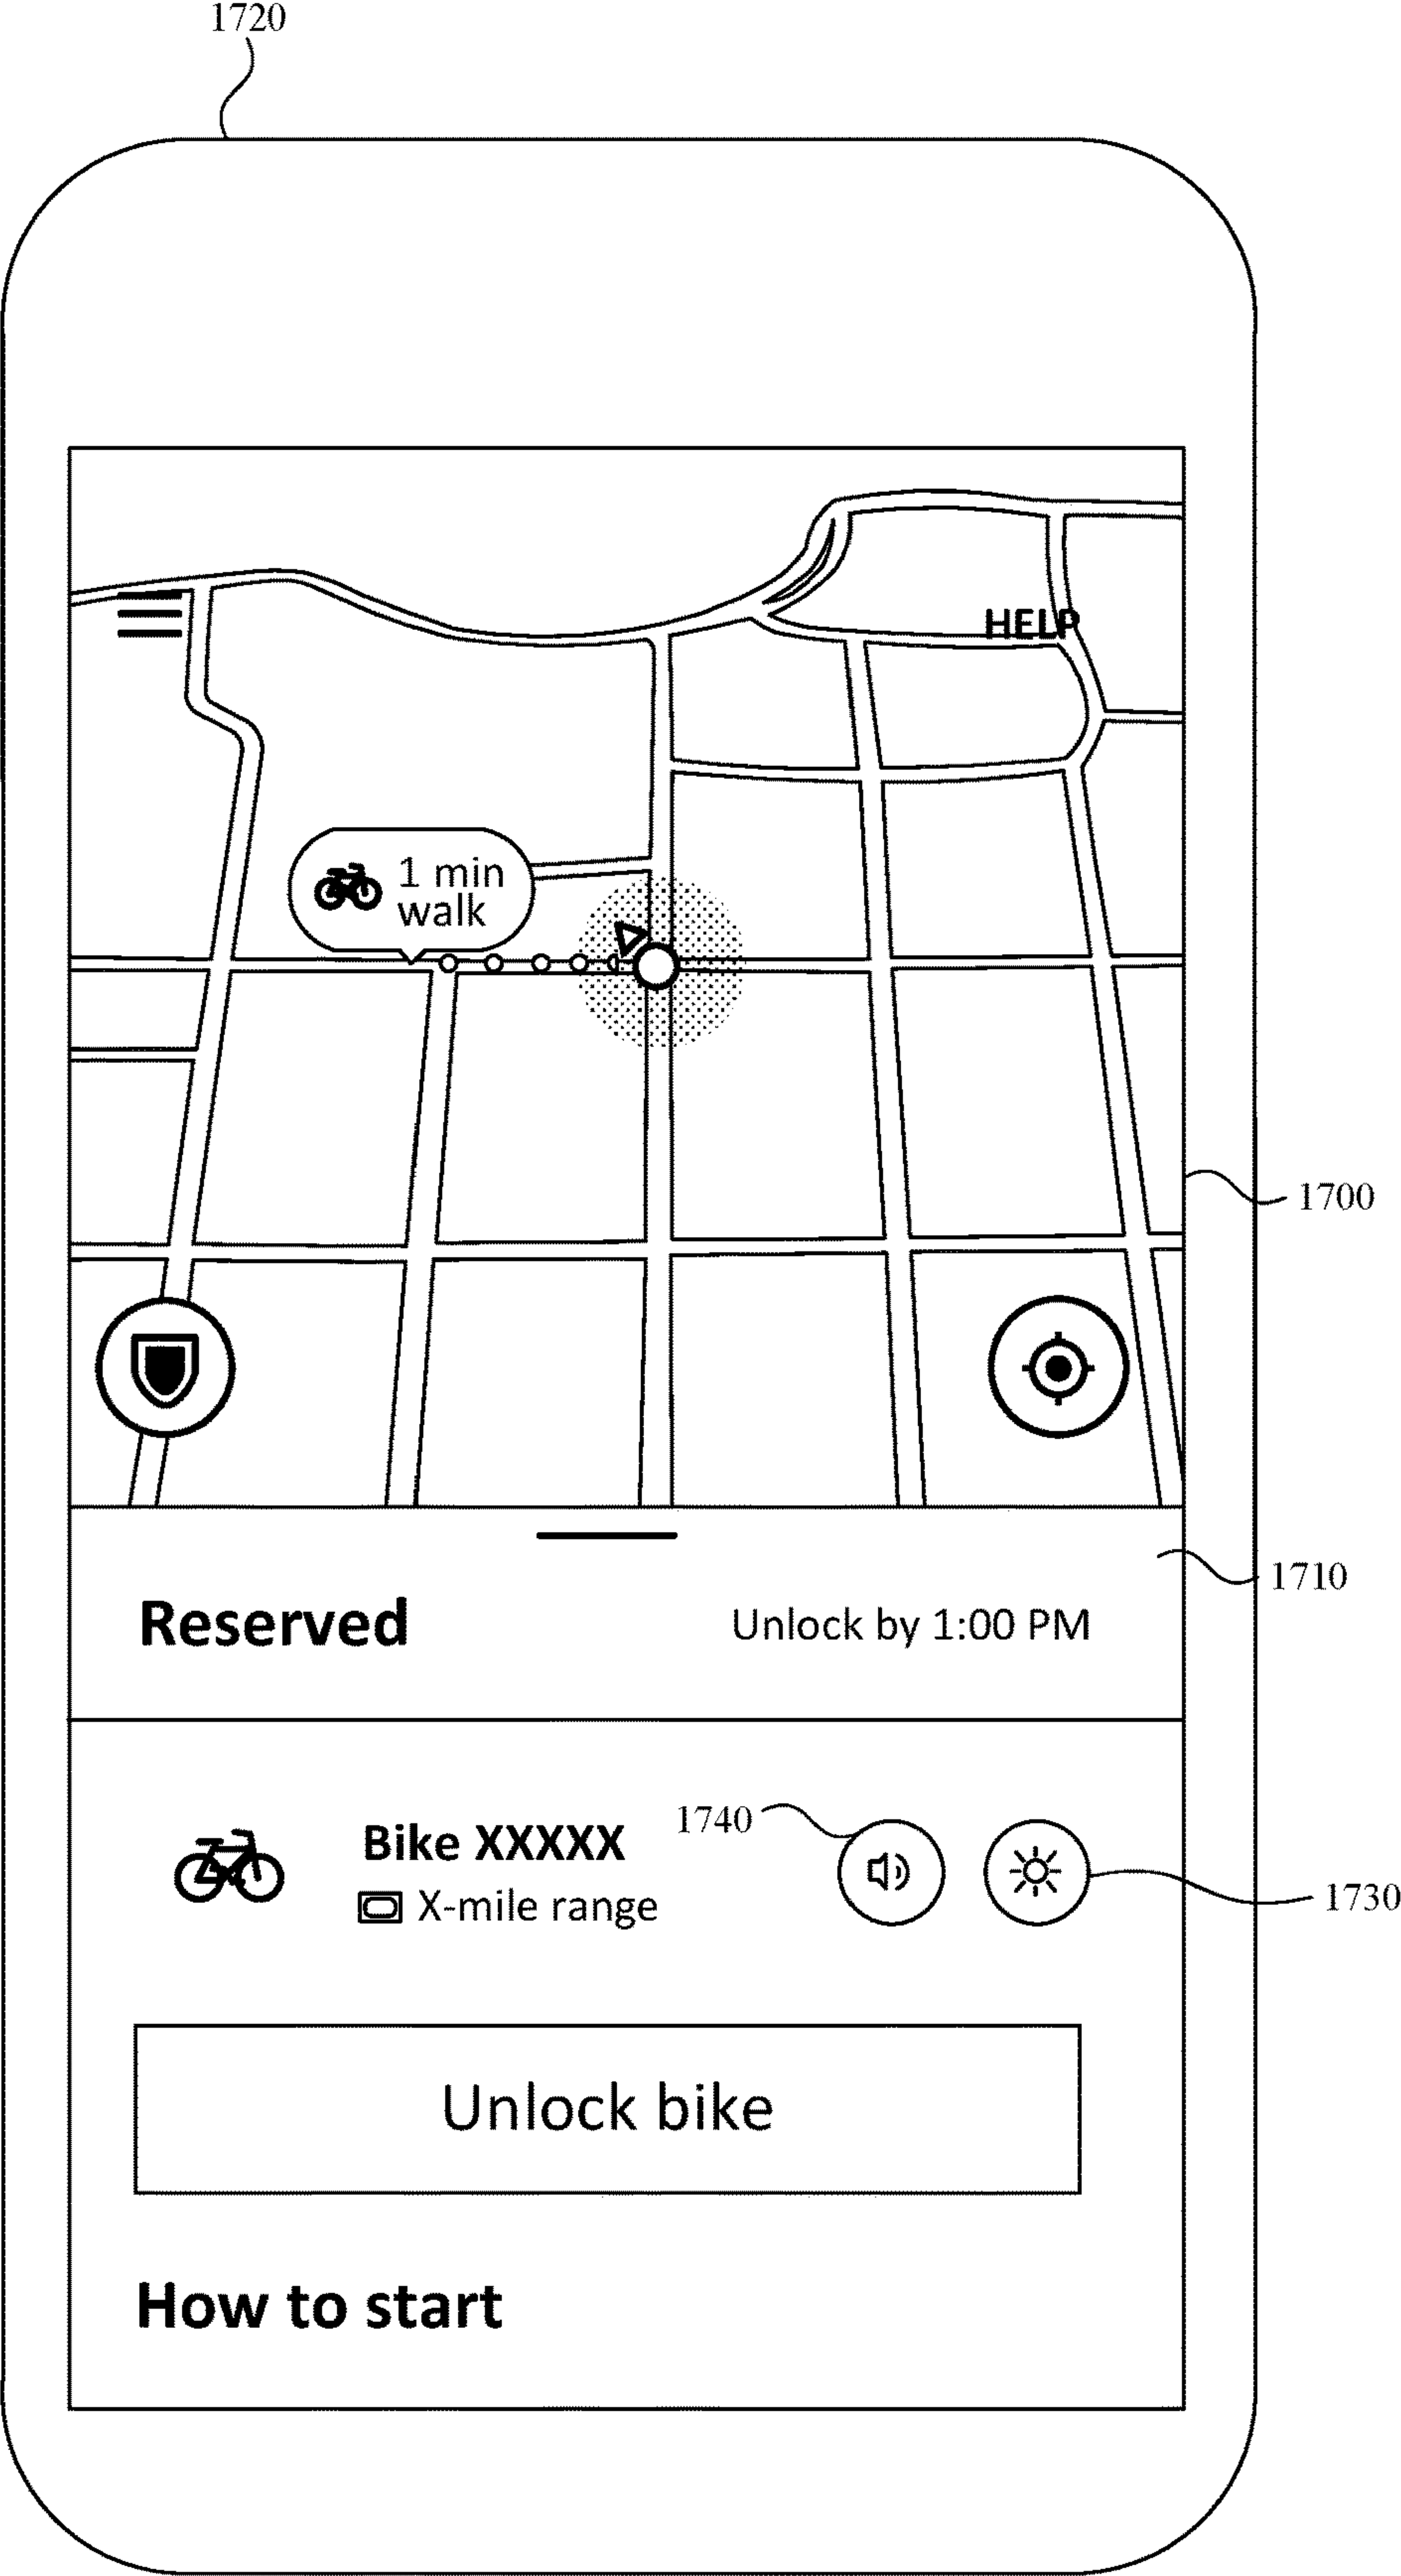 1720
HELP
1 min
walk
1700
1710
Reserved
Unlock by 1:00 PM
1740
Bike XXXXX
X-mile range
1730
Unlock bike
How to start